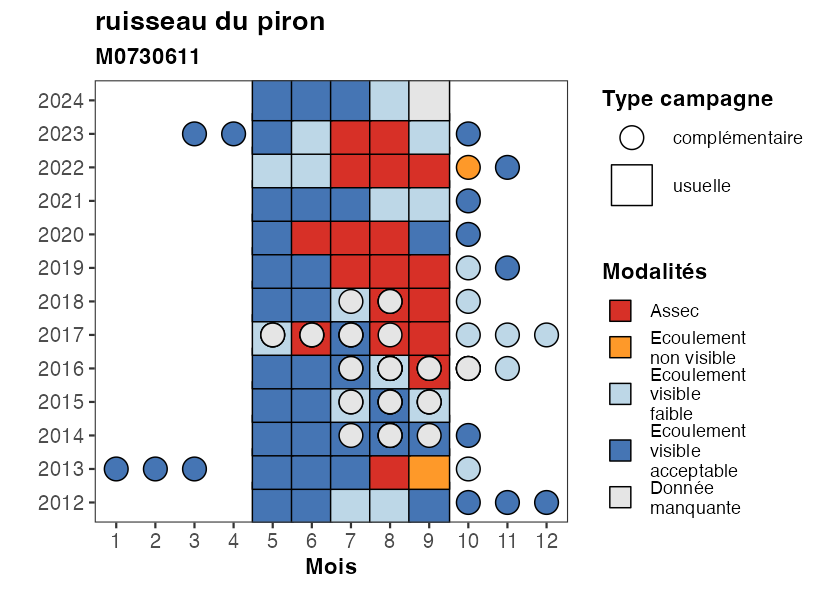 ruisseau du piron
M0730611
2024
2023
2022
2021
2020
2019
2018
2017
2016
2015
2014
2013
2012
1 2 3 4 5 6 7 8 9 10 11 12
Mois
Type campagne
complémentaire
usuelle
Modalités
Assec
Ecoulement
non visible
Ecoulement
visible
faible
Ecoulement
visible
acceptable
Donnée
manquante